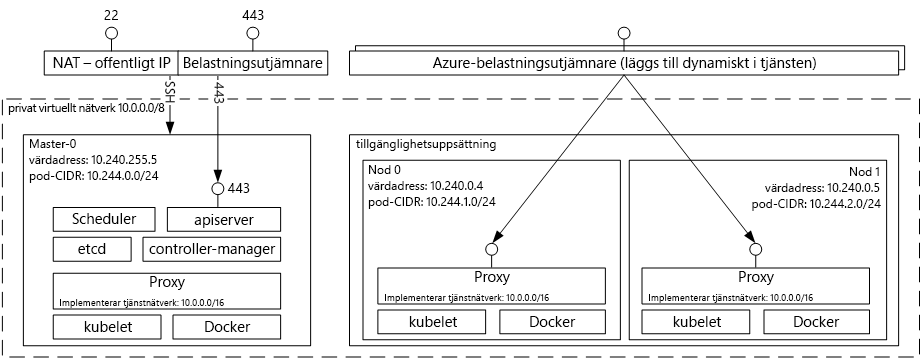 22
443
NAT – offentligt IP
Belastningsutjämnare
Azure-belastningsutjämnare (läggs till dynamiskt i tjänsten)
SSH
443
privat virtuellt nätverk 10.0.0.0/8
Master-0
värdadress: 10.240.255.5
pod-CIDR: 10.244.0.0/24
443
Scheduler
apiserver
etcd
controller-manager
Proxy
Implementerar tjänstnätverk: 10.0.0.0/16
kubelet
Docker
tillgänglighetsuppsättning
Nod 0
värdadress: 10.240.0.4
pod-CIDR: 10.244.1.0/24
Proxy
Implementerar tjänstnätverk: 10.0.0.0/16
kubelet
Docker
Nod 1
värdadress: 10.240.0.5
pod-CIDR: 10.244.2.0/24
Proxy
Implementerar tjänstnätverk: 10.0.0.0/16
kubelet
Docker